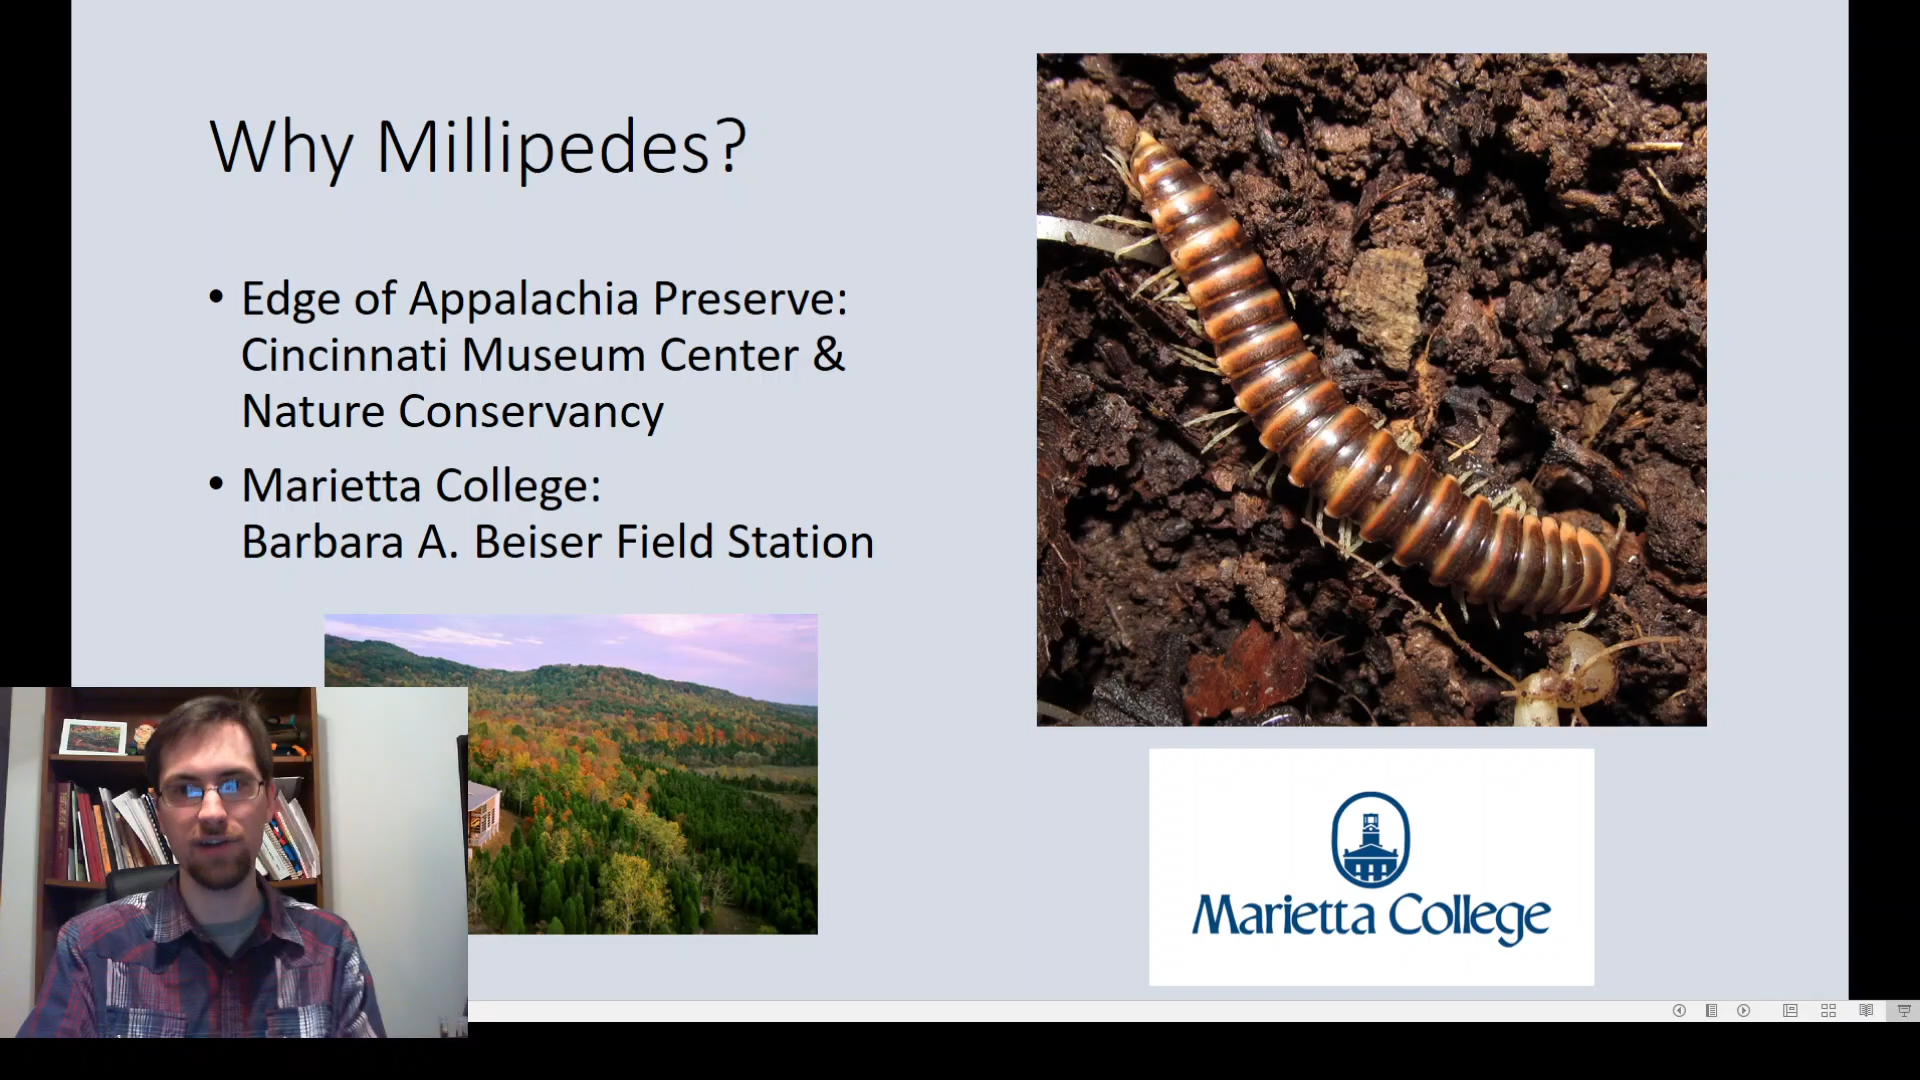 Why Millipedes?
• Edge of Appalachia Preserve:
Cincinnati Museum Center &
Nature Conservancy
• Marietta College:
Barbara A. Beiser Field Station
Marietta College